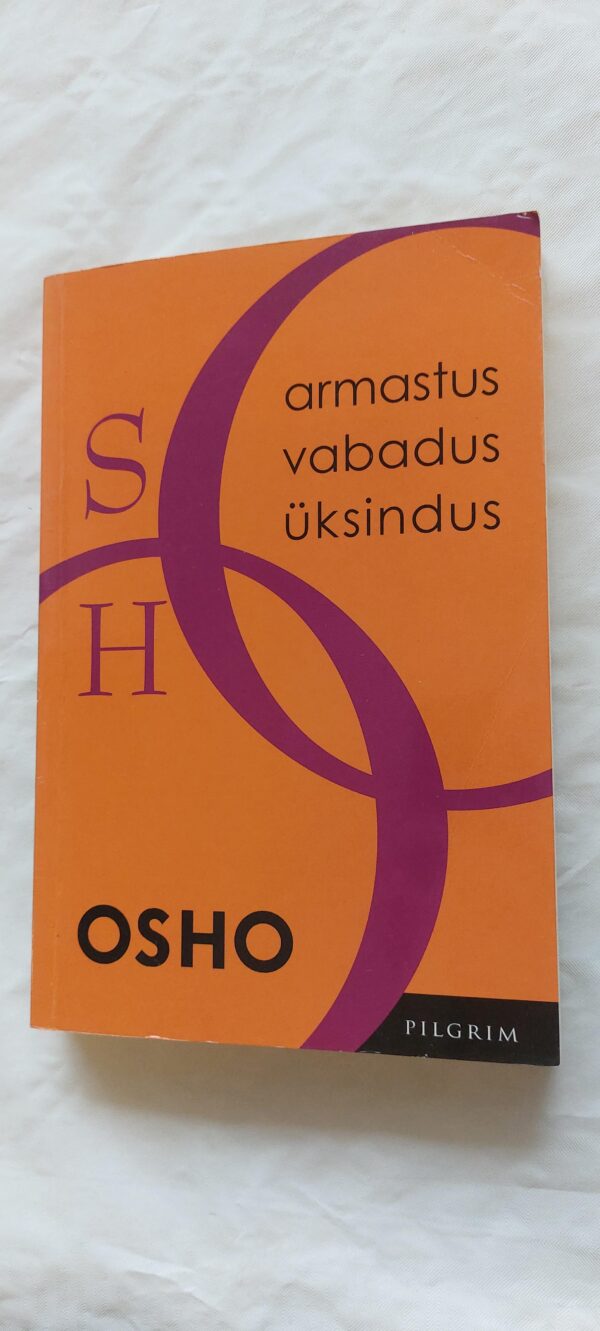 armastus
vabadus
üksindus
S
H
OSHO
PILGRIM